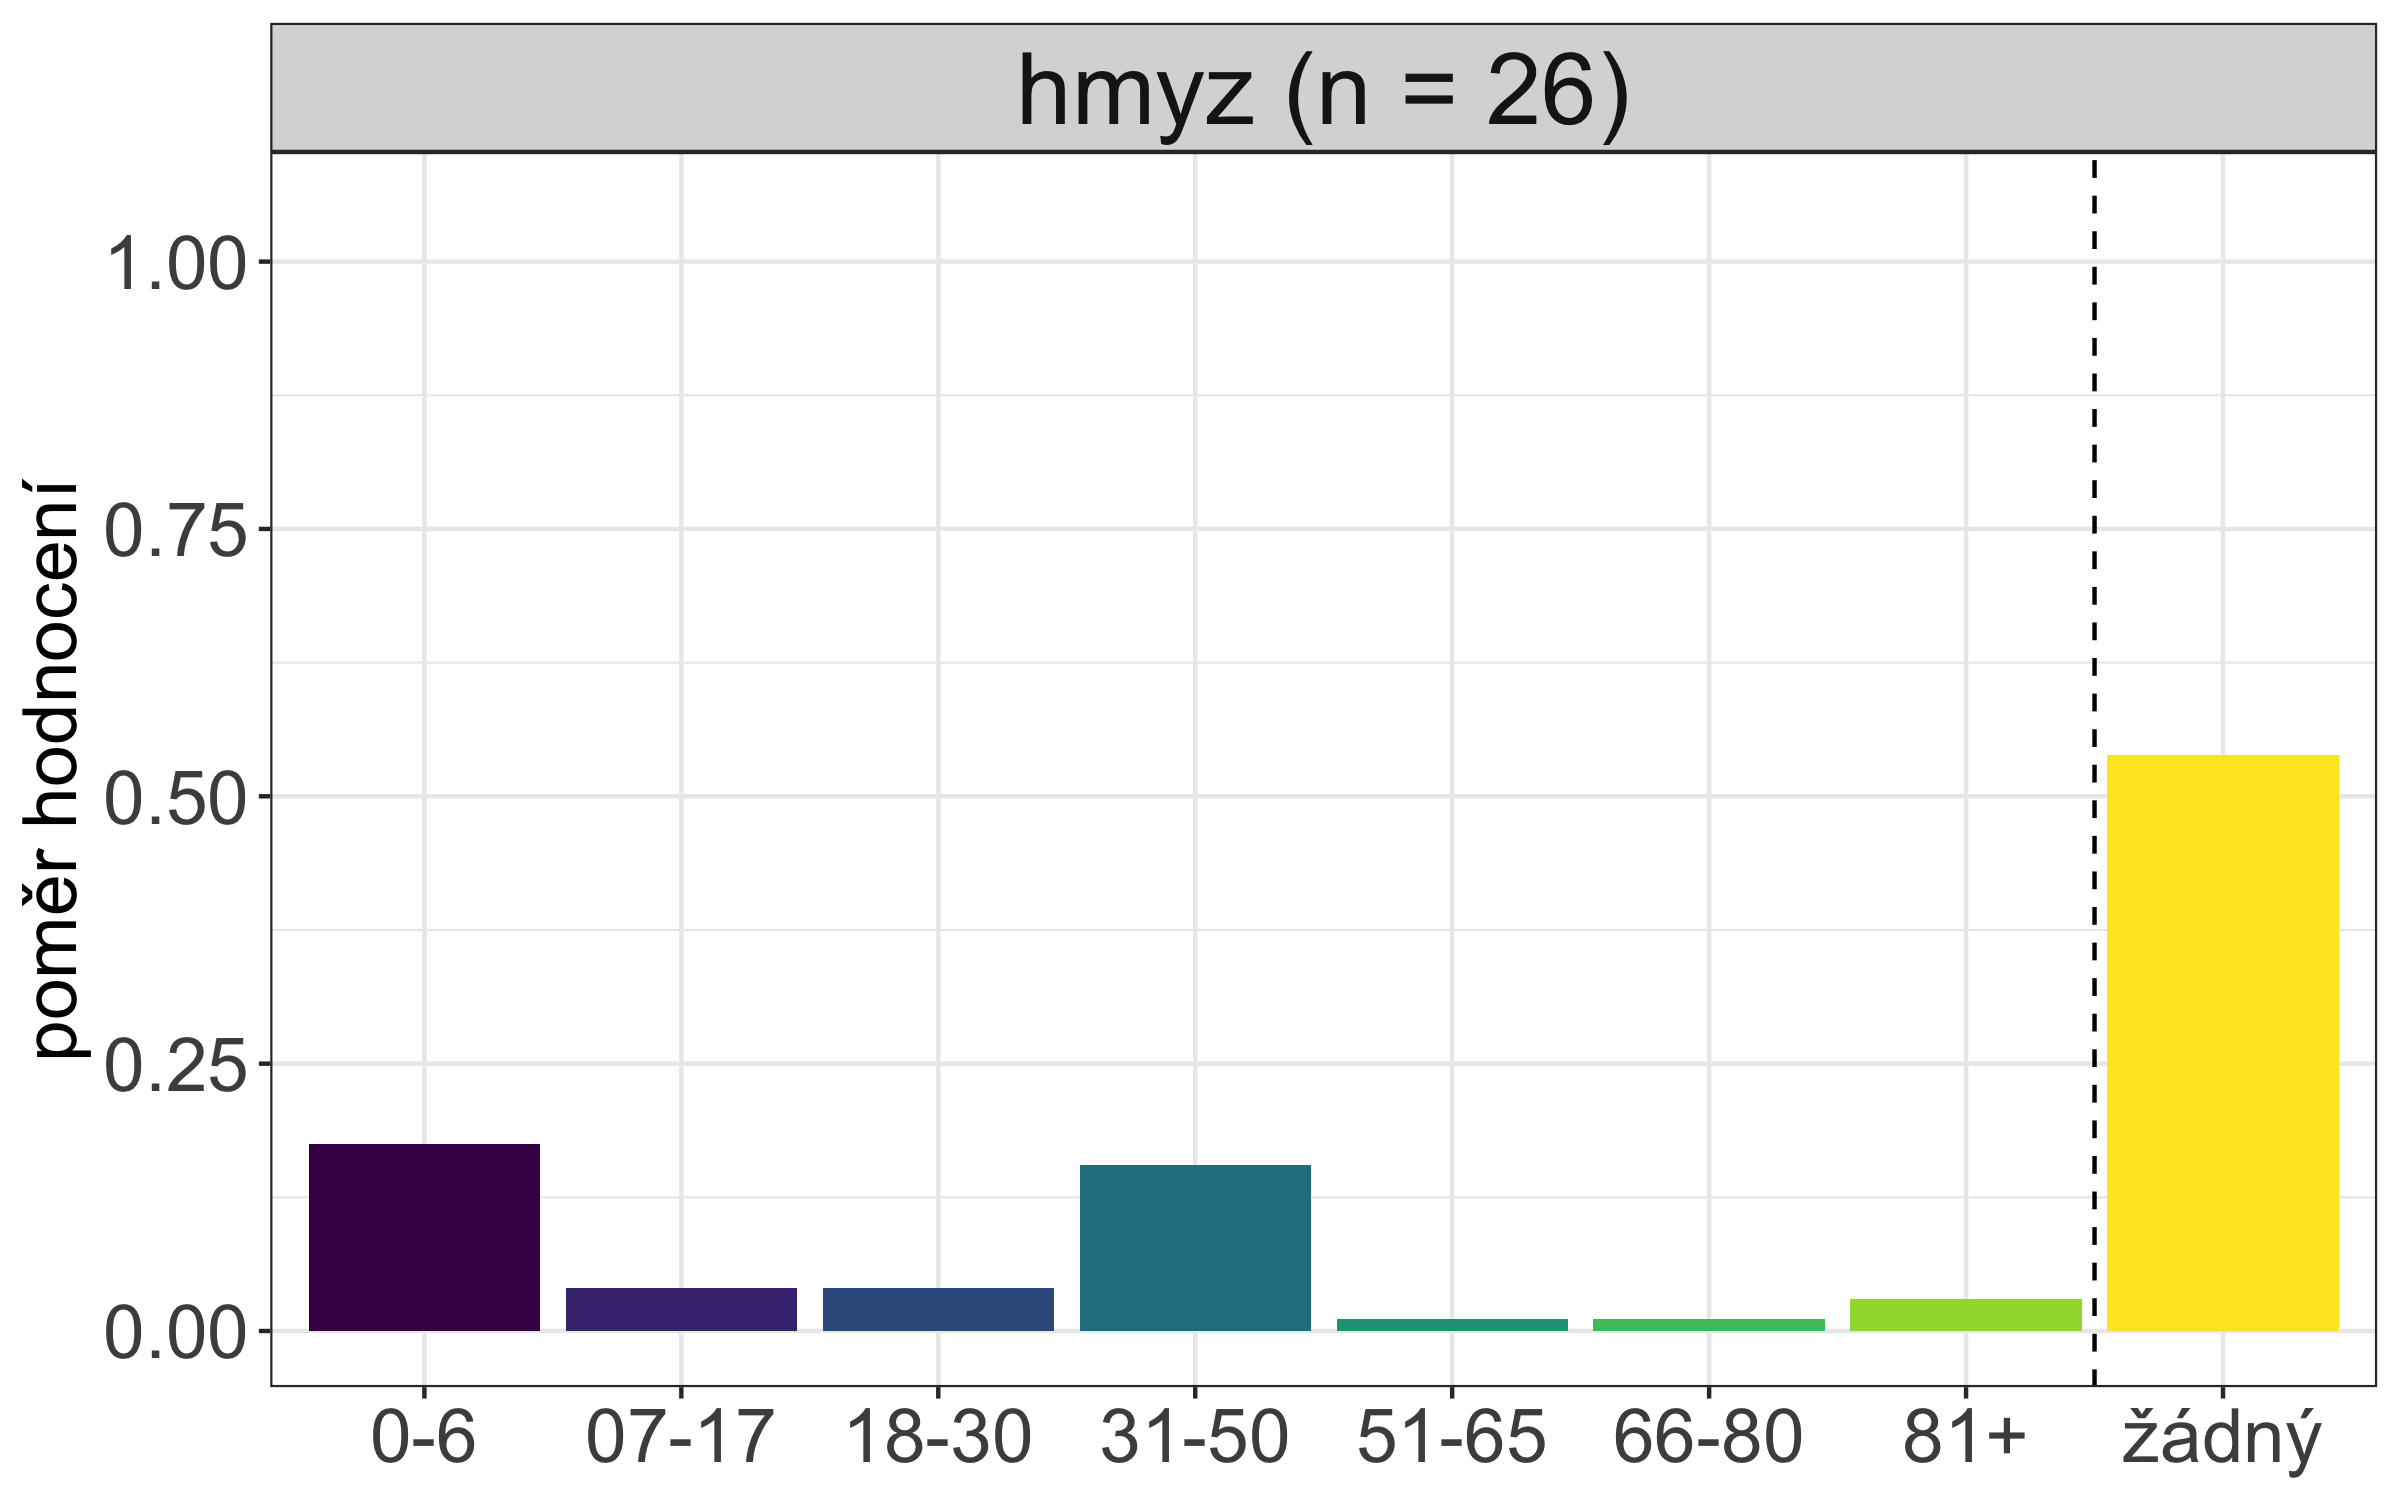 hmyz (n = 26)
poměr hodnocení
1.00
0.75
0.50
0.25
0.00
0-6 07-17 18-30 31-50 51-65 66-80 81+ žádný